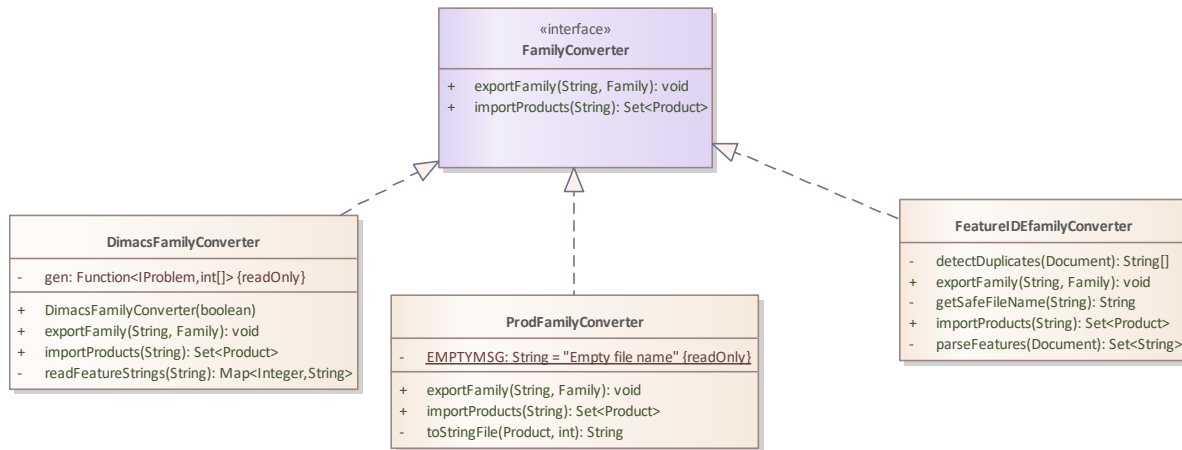 «interface»
FamilyConverter
+ exportFamily(String, Family): void
+ importProducts(String): Set<Product>
DimacsFamilyConverter
- gen: Function<IProblem,int[]> {readOnly}
+ DimacsFamilyConverter(boolean)
+ exportFamily(String, Family): void
+ importProducts(String): Set<Product>
- readFeatureStrings(String): Map<Integer,String>
ProdFamilyConverter
- EMPTYMSG: String = "Empty file name" {readOnly}
+ exportFamily(String, Family): void
+ importProducts(String): Set<Product>
- toStringFile(Product, int): String
FeatureIDEfamilyConverter
- detectDuplicates(Document): String[]
+ exportFamily(String, Family): void
- getSafeFileName(String): String
+ importProducts(String): Set<Product>
- parseFeatures(Document): Set<String>